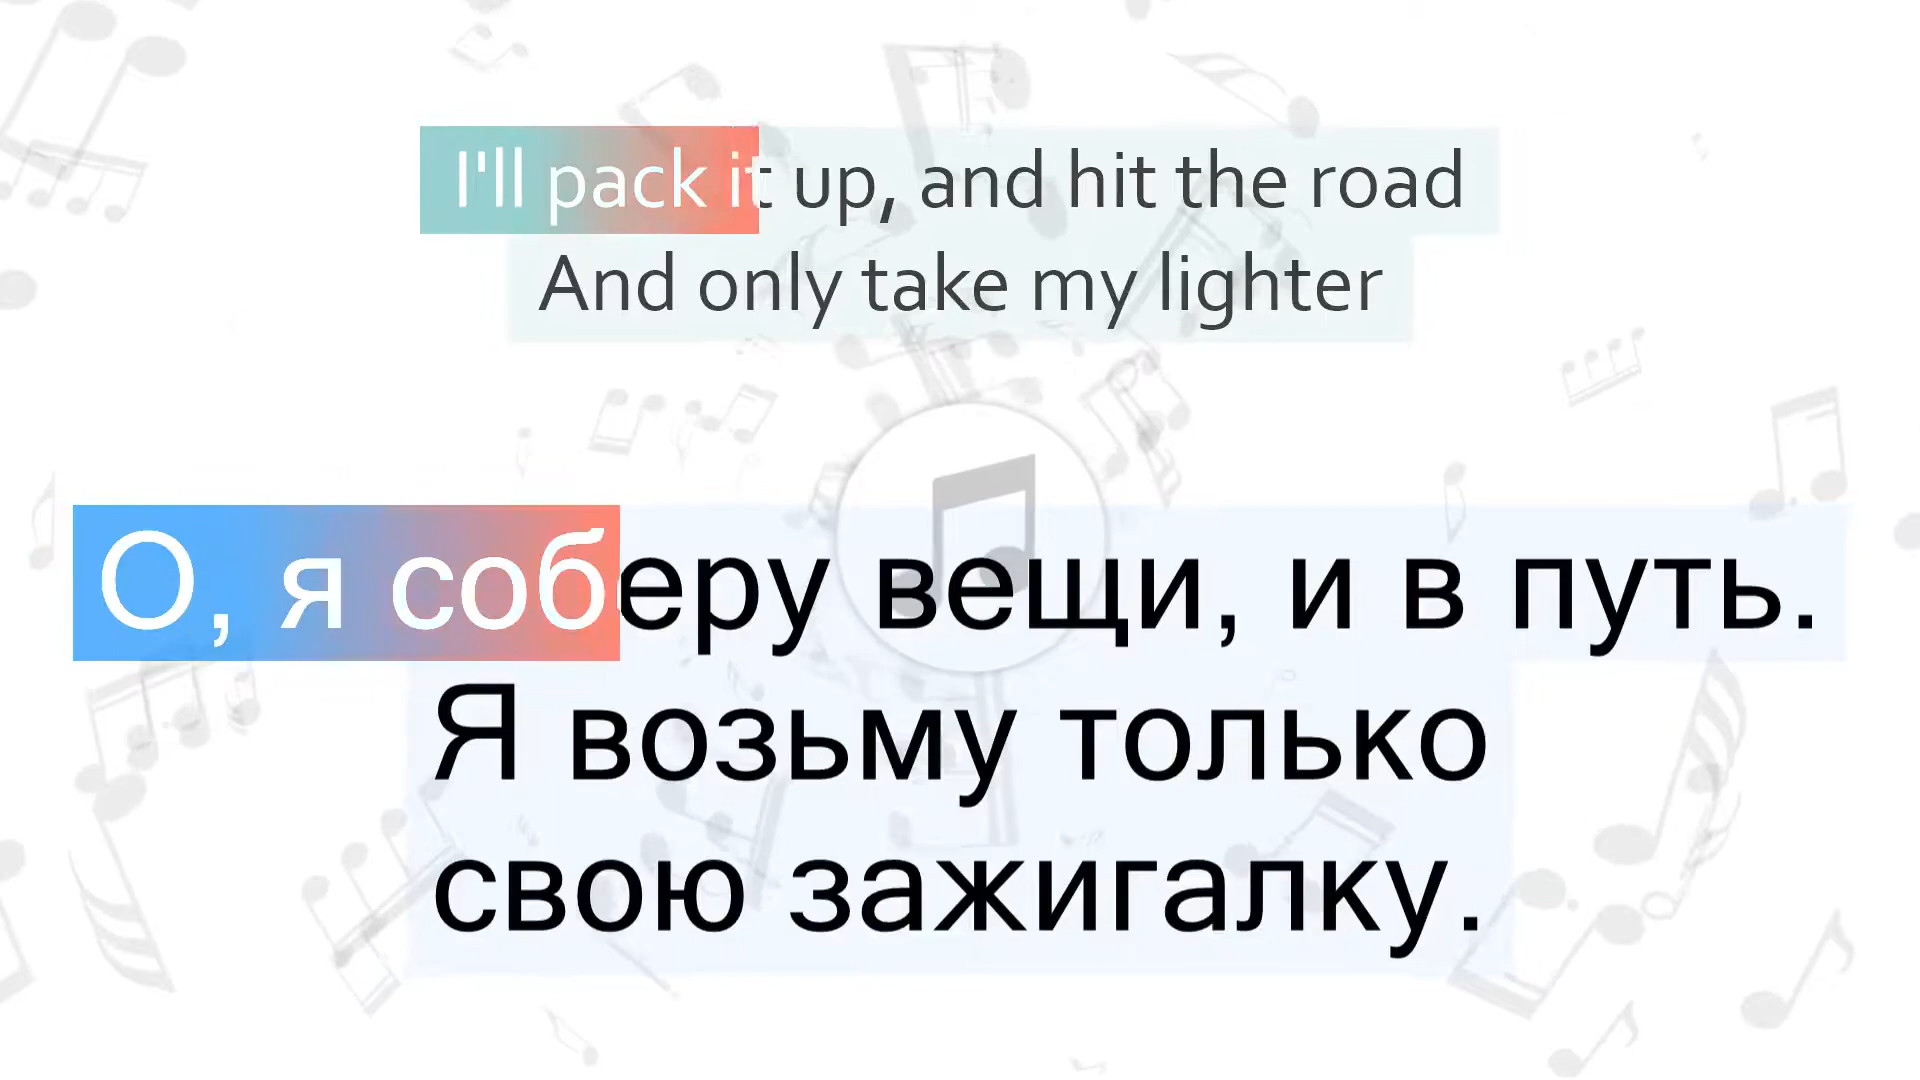 I'll pack it up, and hit the road
And only take my lighter
О, я соберу вещи, и в путь.
Я возьму только
свою зажигалку.